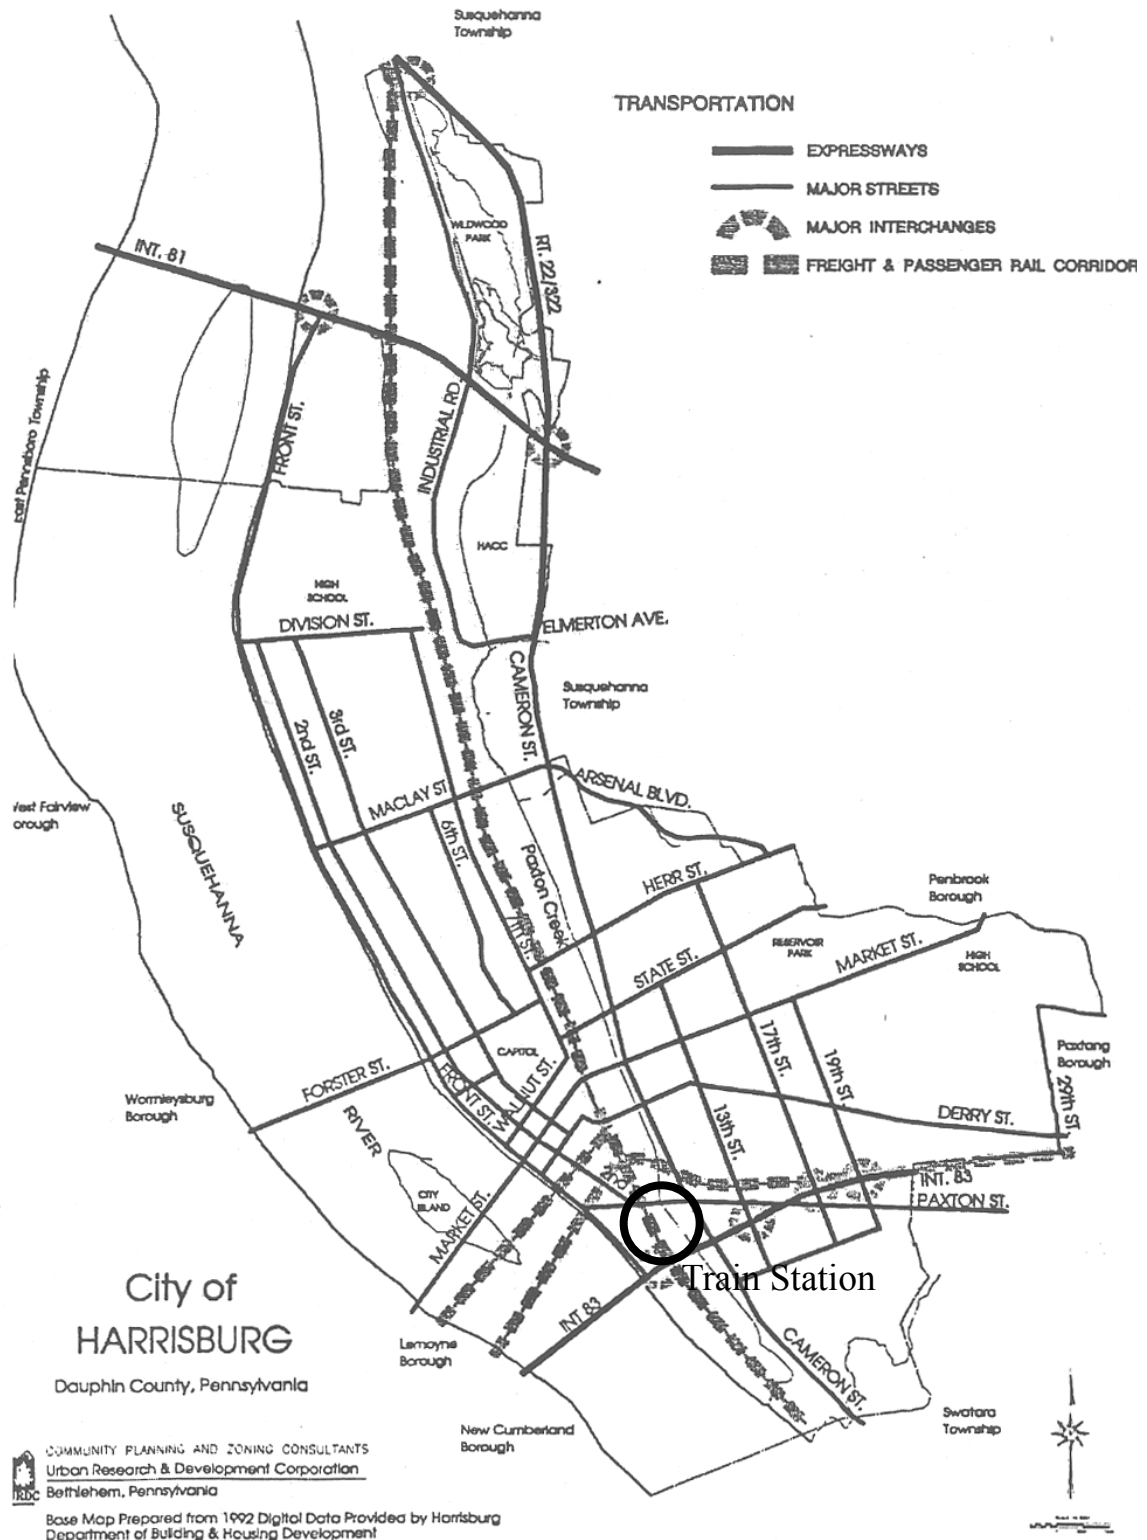 Susquehanna
Township
TRANSPORTATION
EXPRESSWAYS
MAJOR STREETS
MAJOR INTERCHANGES
FREIGHT & PASSENGER RAIL CORRIDOR
WILDWOOD
PARK
INT. 81
RT. 22/322
East Pennsboro Township
FRONT ST.
INDUSTRIAL RD.
HACC
HIGH
SCHOOL
DIVISION ST.
ELMERTON AVE.
CAMERON ST.
Susquehanna
Township
2nd ST.
3rd ST.
MACLAY ST
ARSENAL BLVD.
West Fairview
orough
SUSQUEHANNA
6th ST.
Paxton Creek
7th ST.
HERR ST.
Penbrook
Borough
STATE ST.
RESERVOIR
PARK
MARKET ST.
HIGH
SCHOOL
CAPITOL
17th ST.
19th ST.
Paxtang
Borough
FORSTER ST.
FRONT ST.
WALNUT ST.
Wormleysburg
Borough
RIVER
13th ST.
DERRY ST.
29th ST.
CITY
ISLAND
MARKET ST.
INT. 83
PAXTON ST.
Train Station
City of
HARRISBURG
Dauphin County, Pennsylvania
INT 83
Lemoyne
Borough
CAMERON ST.
New Cumberland
Borough
Swatara
Township
COMMUNITY PLANNING AND ZONING CONSULTANTS
Urban Research & Development Corporation
Bethlehem, Pennsylvania
Base Map Prepared from 1992 Digital Data Provided by Harrisburg
Department of Building & Housing Development